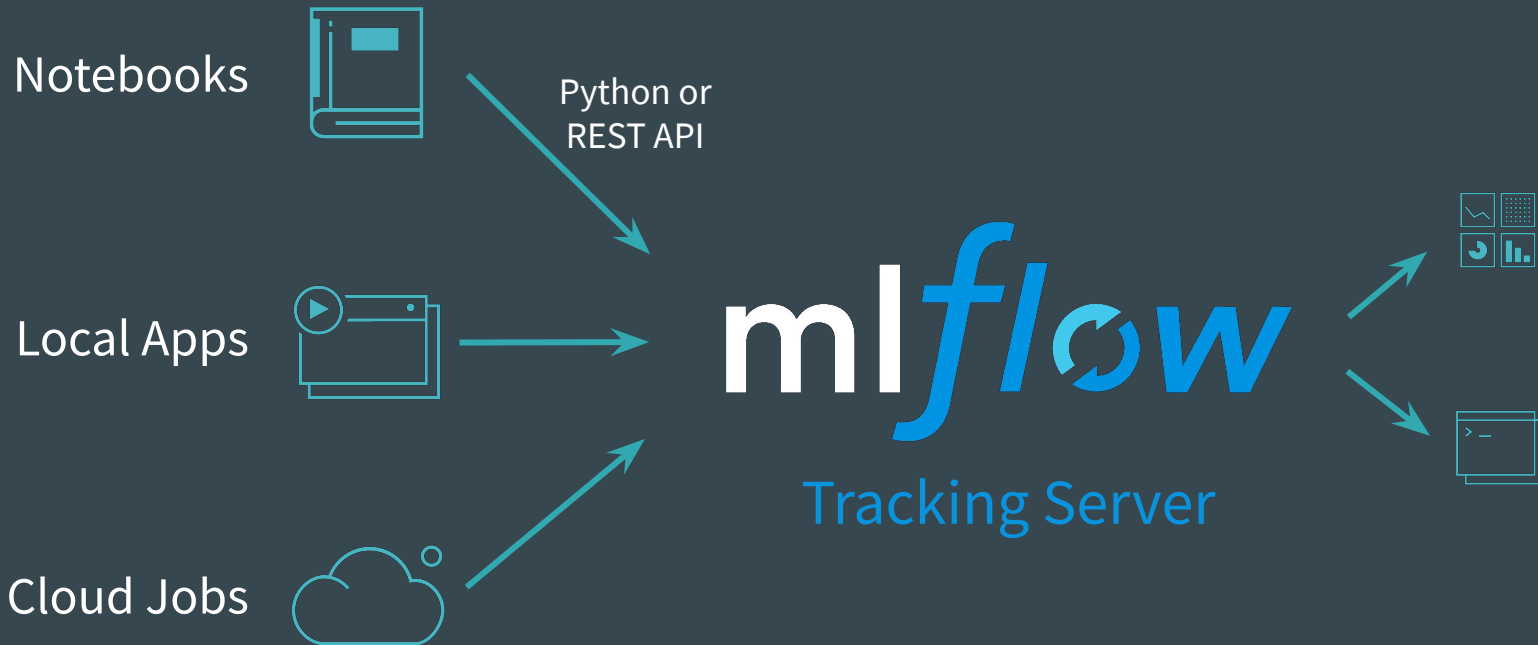 Notebooks
Python or
REST API
Local Apps
mlflow
Tracking Server
> _
Cloud Jobs